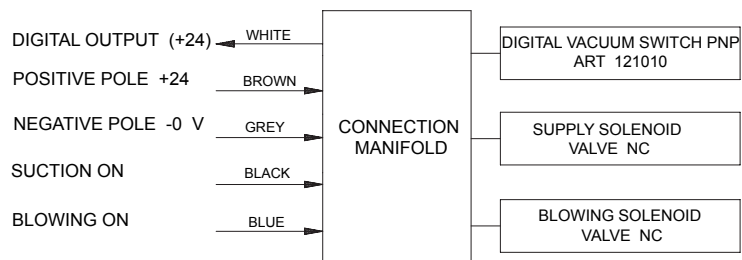 DIGITAL OUTPUT (+24) WHITE
POSITIVE POLE +24 BROWN
NEGATIVE POLE -0 V GREY
SUCTION ON BLACK
BLOWING ON BLUE
CONNECTION
MANIFOLD
DIGITAL VACUUM SWITCH PNP
ART 121010
SUPPLY SOLENOID
VALVE NC
BLOWING SOLENOID
VALVE NC